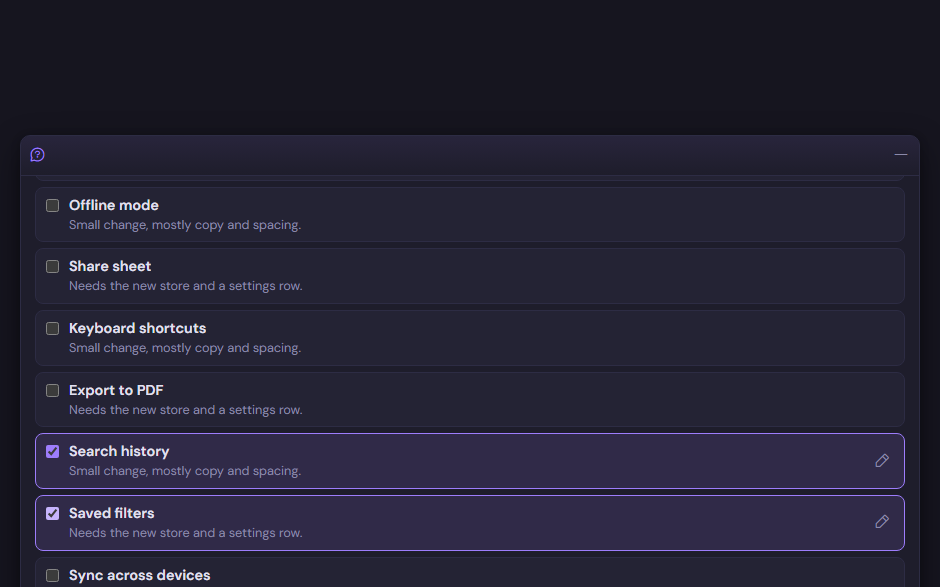 Offline mode
Small change, mostly copy and spacing.
Share sheet
Needs the new store and a settings row.
Keyboard shortcuts
Small change, mostly copy and spacing.
Export to PDF
Needs the new store and a settings row.
Search history
Small change, mostly copy and spacing.
Saved filters
Needs the new store and a settings row.
Sync across devices